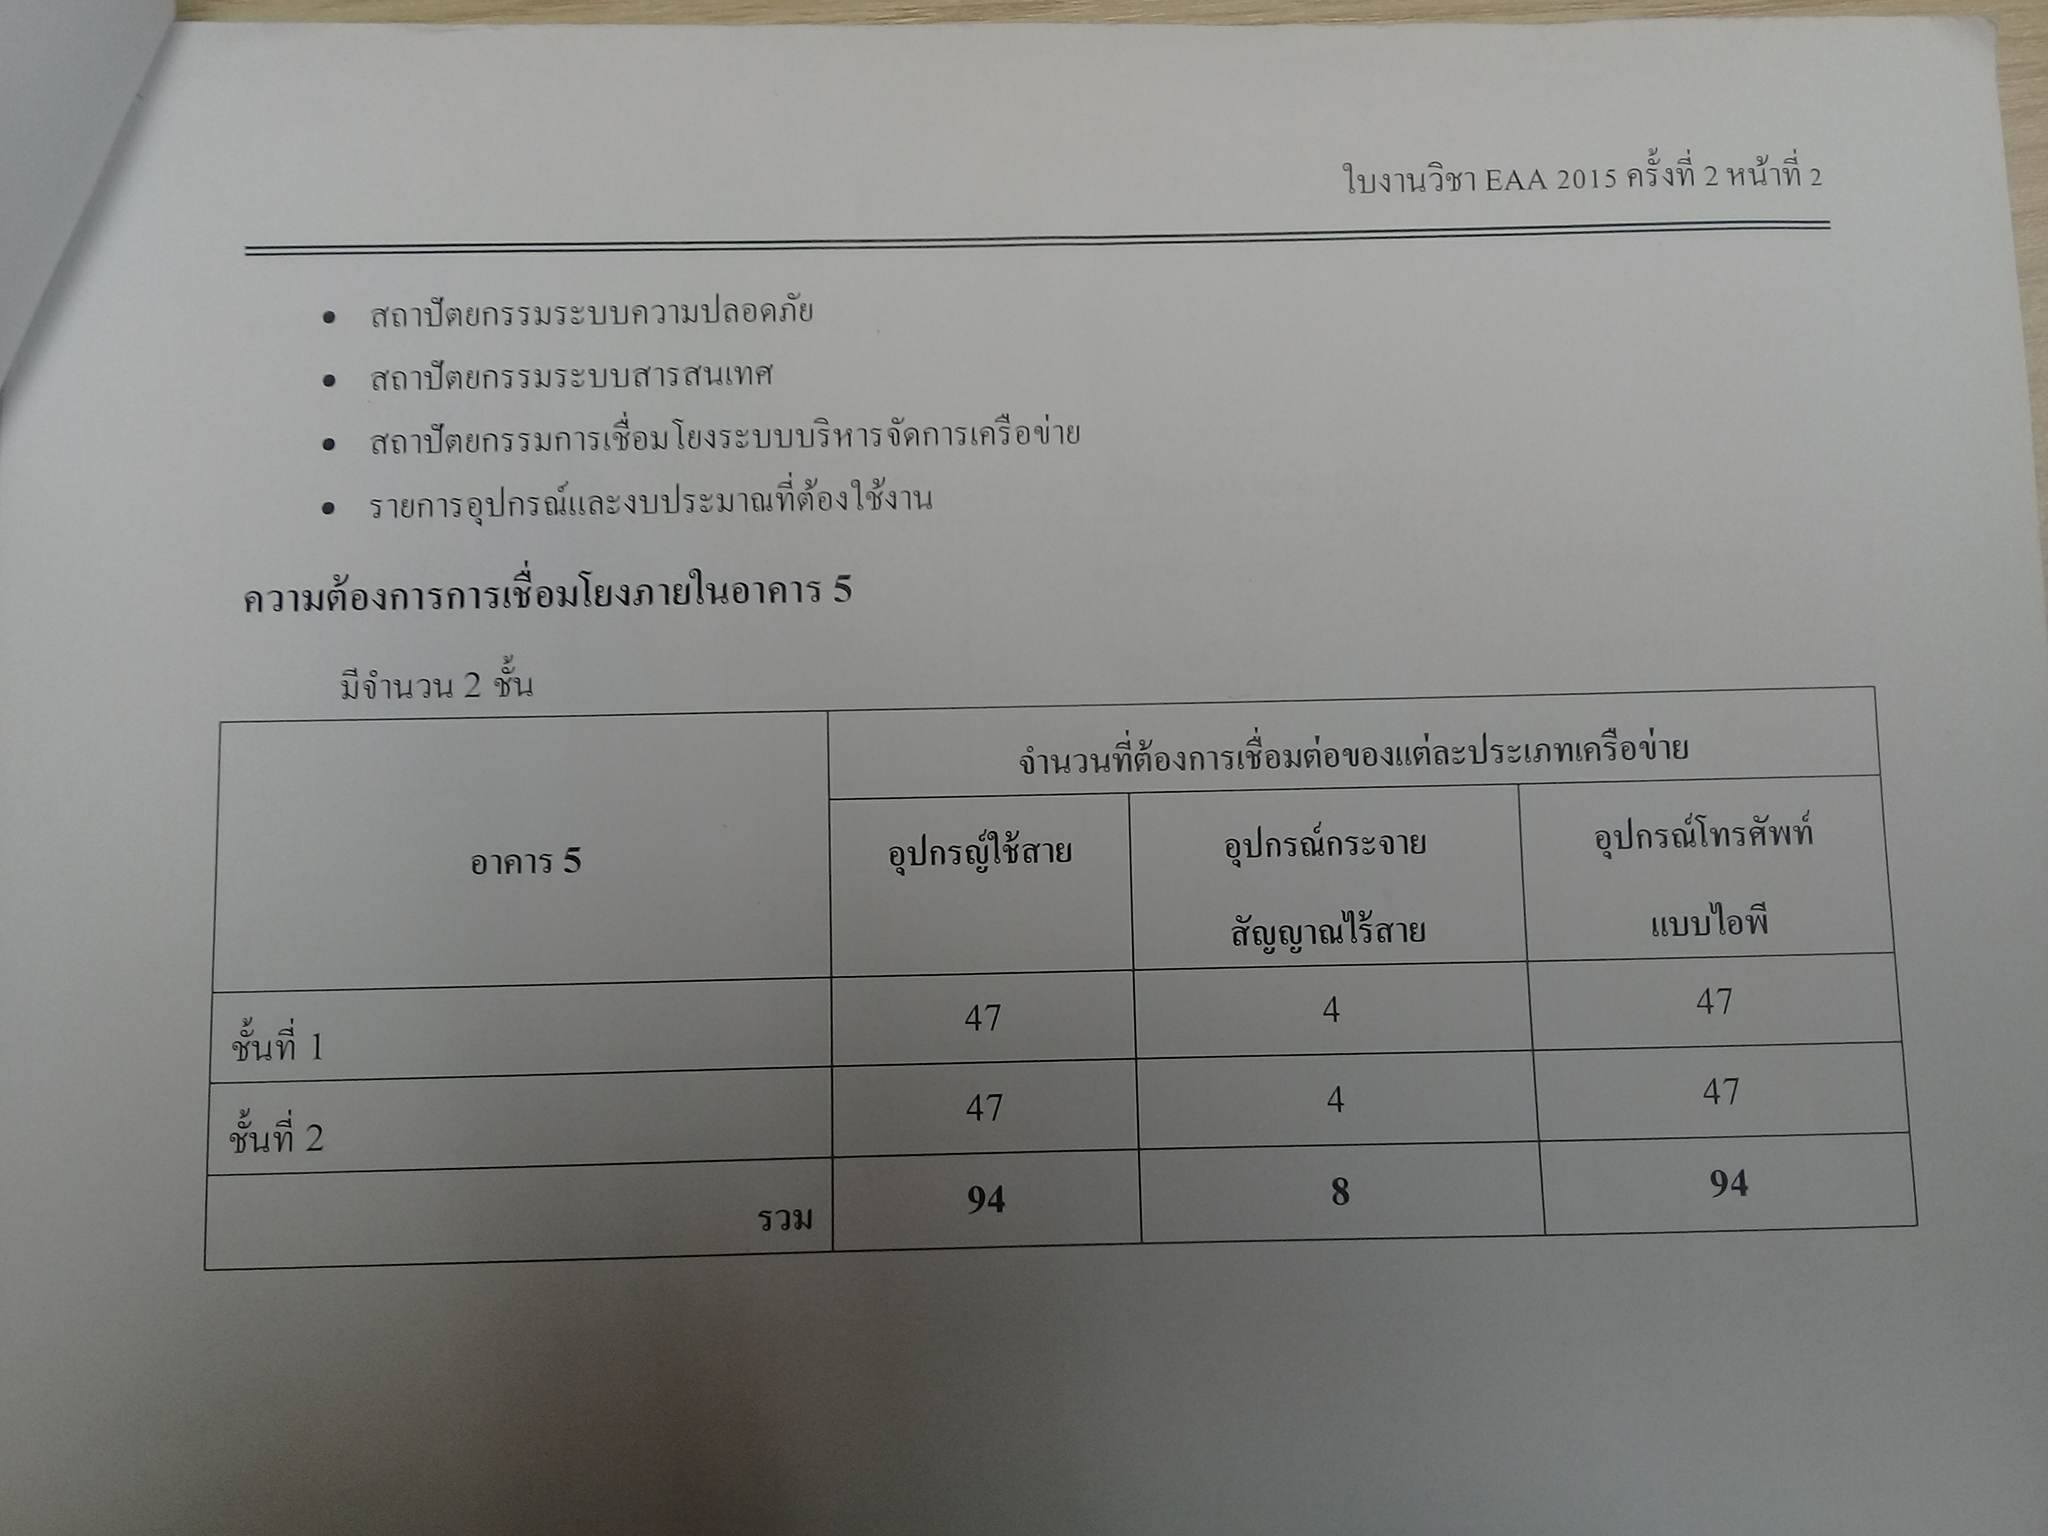 ใบงานวิชา EAA 2015 ครั้งที่ 2 หน้าที่ 2
• สถาปัตยกรรมระบบความปลอดภัย
• สถาปัตยกรรมระบบสารสนเทศ
• สถาปัตยกรรมการเชื่อมโยงระบบบริหารจัดการเครือข่าย
• รายการอุปกรณ์และงบประมาณที่ต้องใช้งาน
ความต้องการการเชื่อมโยงภายในอาคาร 5
มีจำนวน 2 ชั้น
อาคาร 5
จำนวนที่ต้องการเชื่อมต่อของแต่ละประเภทเครือข่าย
อุปกรญ์ใช้สาย
อุปกรณ์กระจาย
สัญญาณไร้สาย
อุปกรณ์โทรศัพท์
แบบไอพี
ชั้นที่ 1 47 4 47
ชั้นที่ 2 47 4 47
รวม 94 8 94